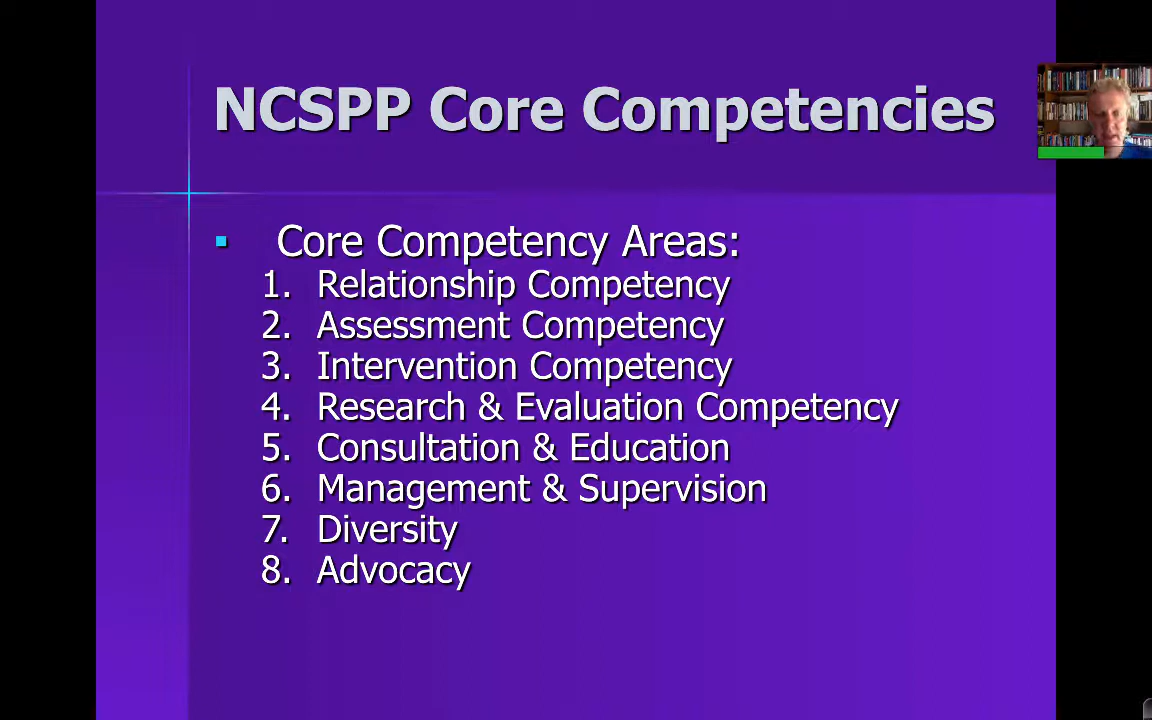 NCSPP Core Competencies
▪ Core Competency Areas:
1. Relationship Competency
2. Assessment Competency
3. Intervention Competency
4. Research & Evaluation Competency
5. Consultation & Education
6. Management & Supervision
7. Diversity
8. Advocacy